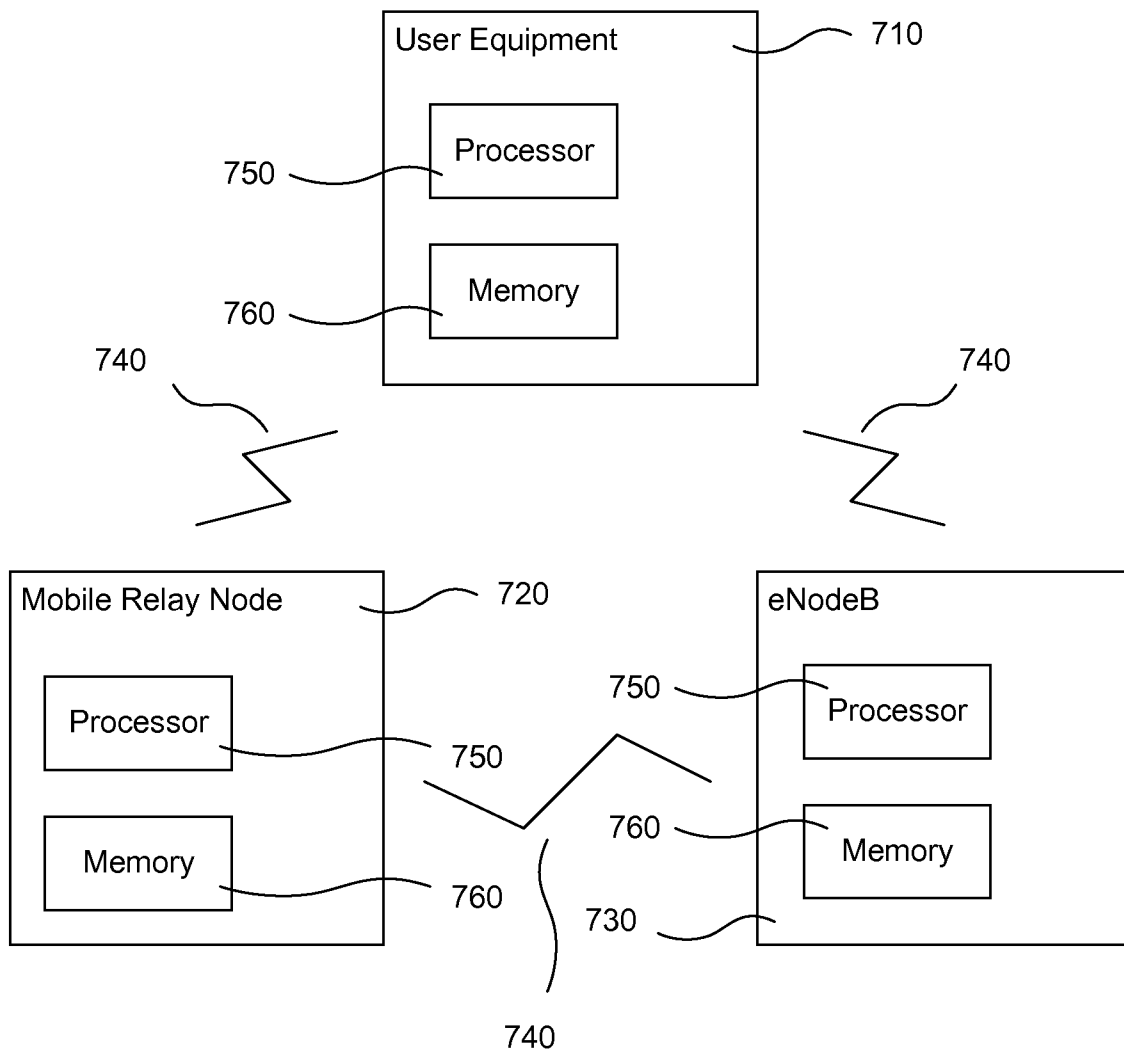 User Equipment
710
Processor
750
Memory
760
740
740
Mobile Relay Node
720
Processor
750
Memory
760
eNodeB
750
Processor
760
Memory
730
740